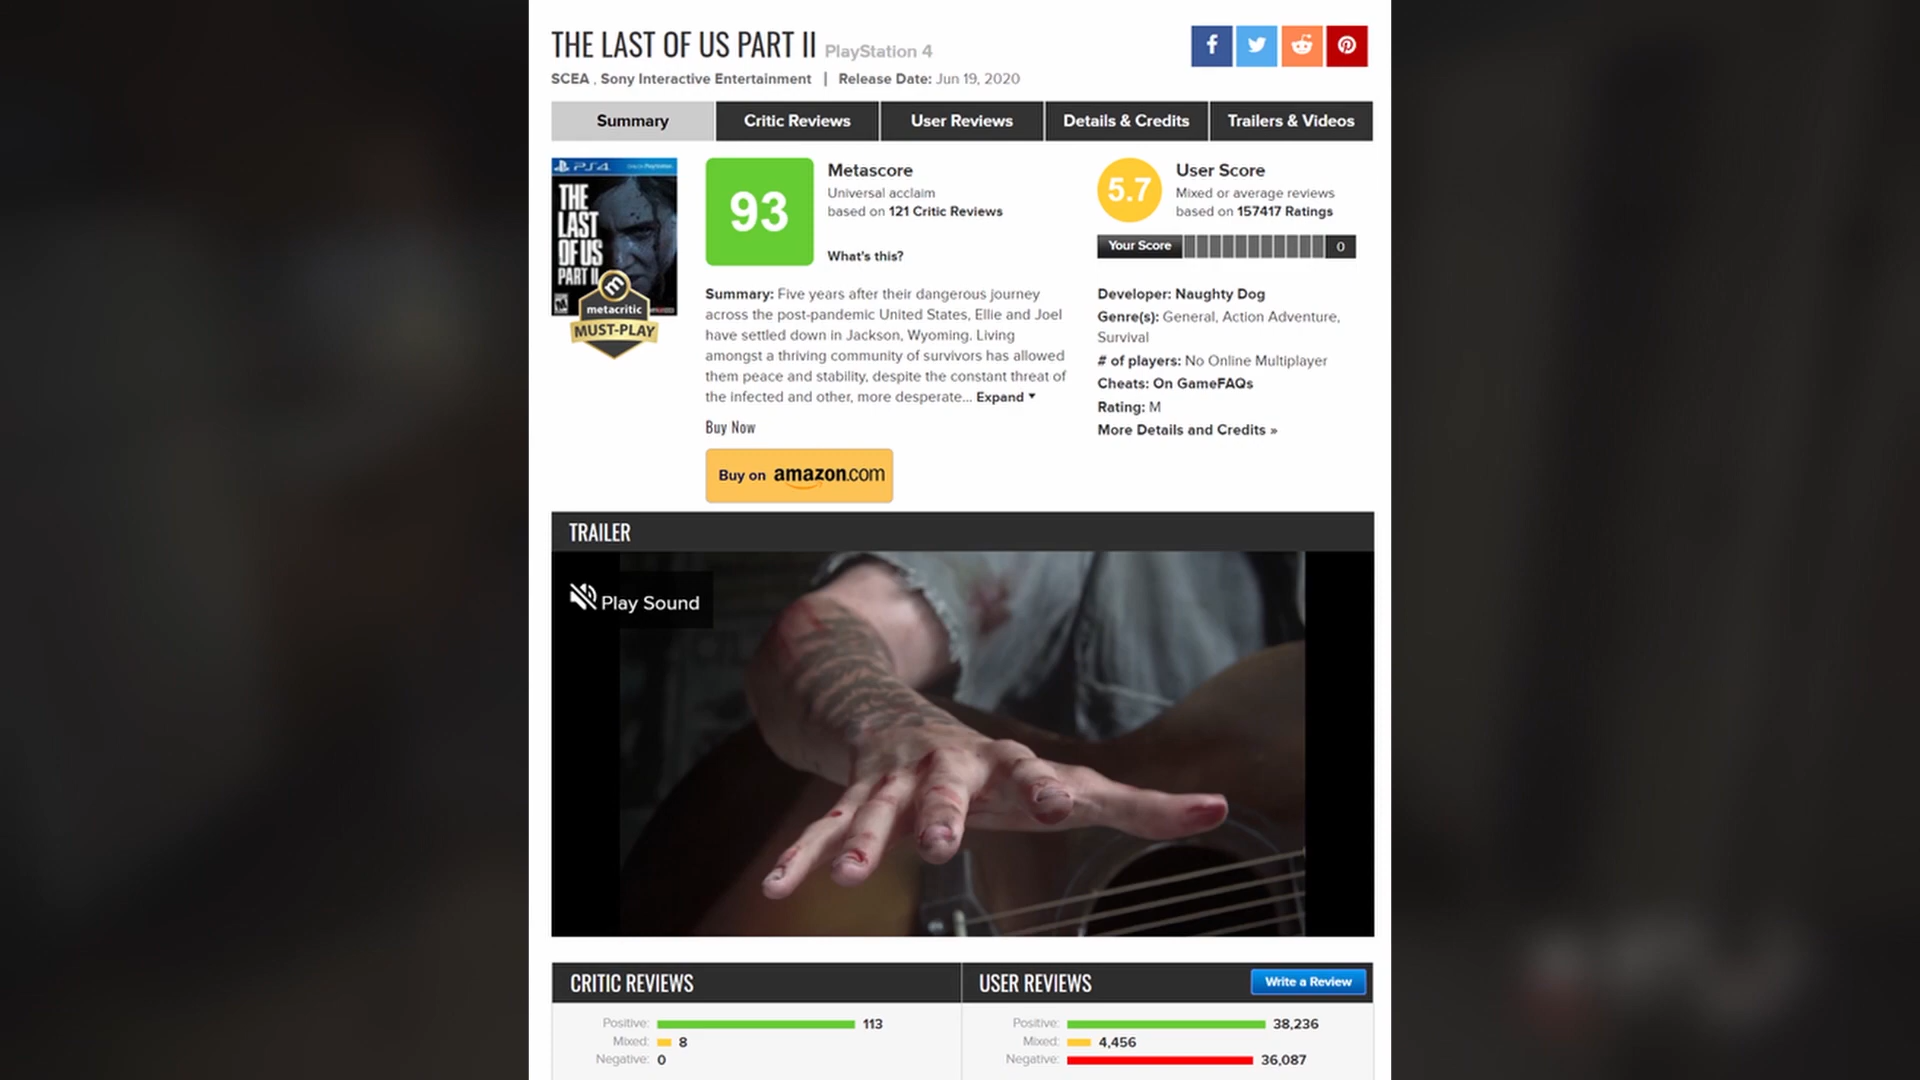 THE LAST OF US PART II PlayStation 4
SCEA , Sony Interactive Entertainment | Release Date: Jun 19, 2020
Summary
Critic Reviews
User Reviews
Details & Credits
Trailers & Videos
PS4
THE
LAST
OF US
PART II
metacritic
MUST-PLAY
93
Metascore
Universal acclaim
based on 121 Critic Reviews
What's this?
5.7
User Score
Mixed or average reviews
based on 157417 Ratings
Your Score 0
Summary: Five years after their dangerous journey
across the post-pandemic United States, Ellie and Joel
have settled down in Jackson, Wyoming. Living
amongst a thriving community of survivors has allowed
them peace and stability, despite the constant threat of
the infected and other, more desperate... Expand
Buy Now
Buy on amazon.com
Developer: Naughty Dog
Genre(s): General, Action Adventure,
Survival
# of players: No Online Multiplayer
Cheats: On GameFAQs
Rating: M
More Details and Credits »
TRAILER
Play Sound
CRITIC REVIEWS
Positive: 113
Mixed: 8
Negative: 0
USER REVIEWS
Write a Review
Positive: 38,236
Mixed: 4,456
Negative: 36,087